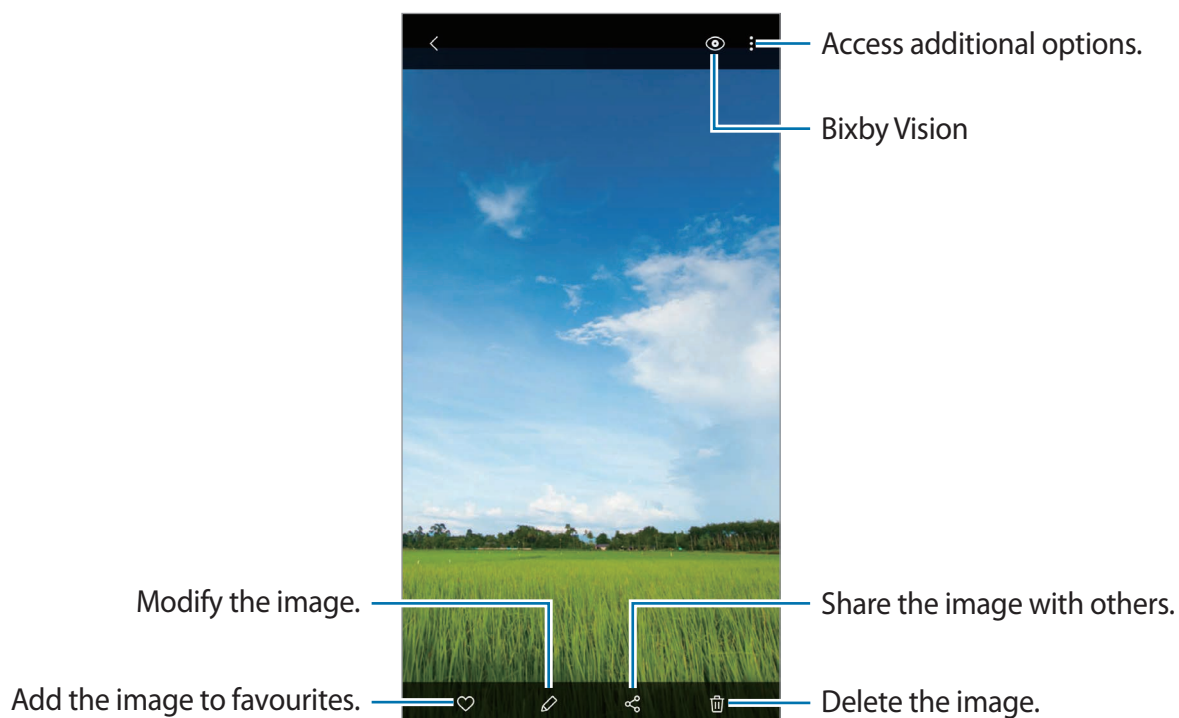 Access additional options.
Bixby Vision
Modify the image.
Share the image with others.
Add the image to favourites.
Delete the image.